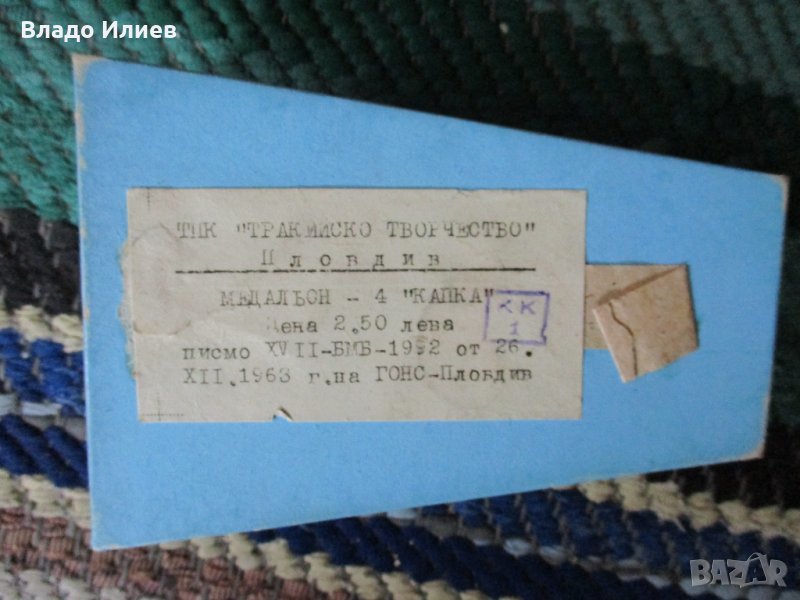 Владо Илиев
ТПК "ТРАКИЙСКО ТВОРЧЕСТВО"
Пловдив
МЕДАЛЬОН - 4 "КАПКА"
Цена 2.50 лева
КК
1
писмо XVII-БМБ-1992 от 26.
XII.1963 г.на ГОНС-Пловдив
BAZAR